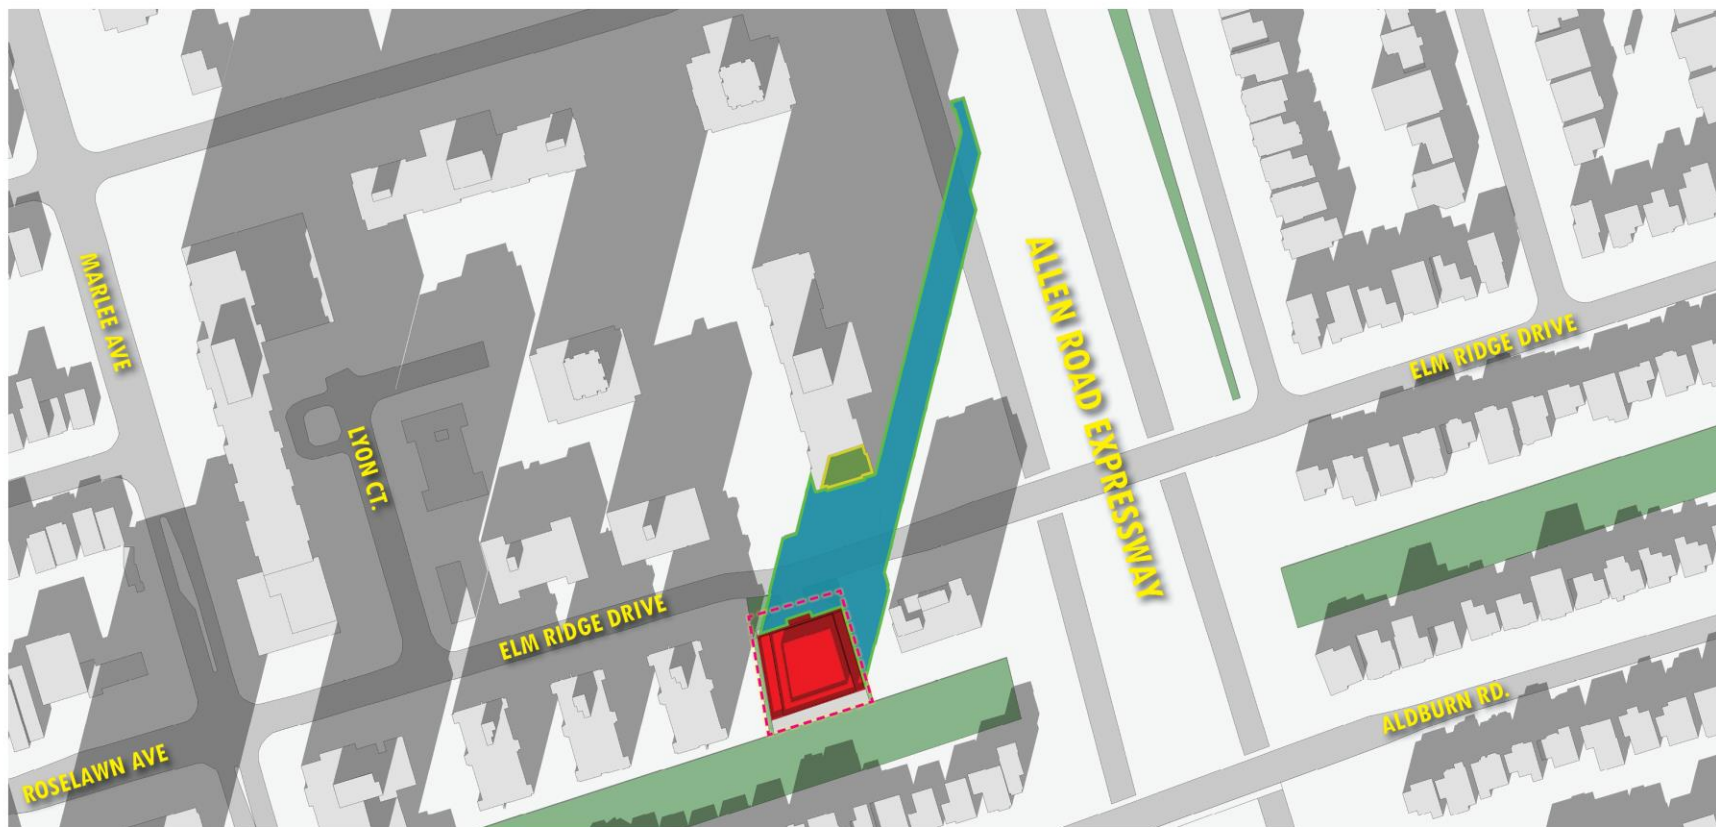 MARLEE AVE
ALLEN ROAD EXPRESSWAY
ELM RIDGE DRIVE
LYON CT.
ELM RIDGE DRIVE
ALDBURN RD.
ROSELAWN AVE